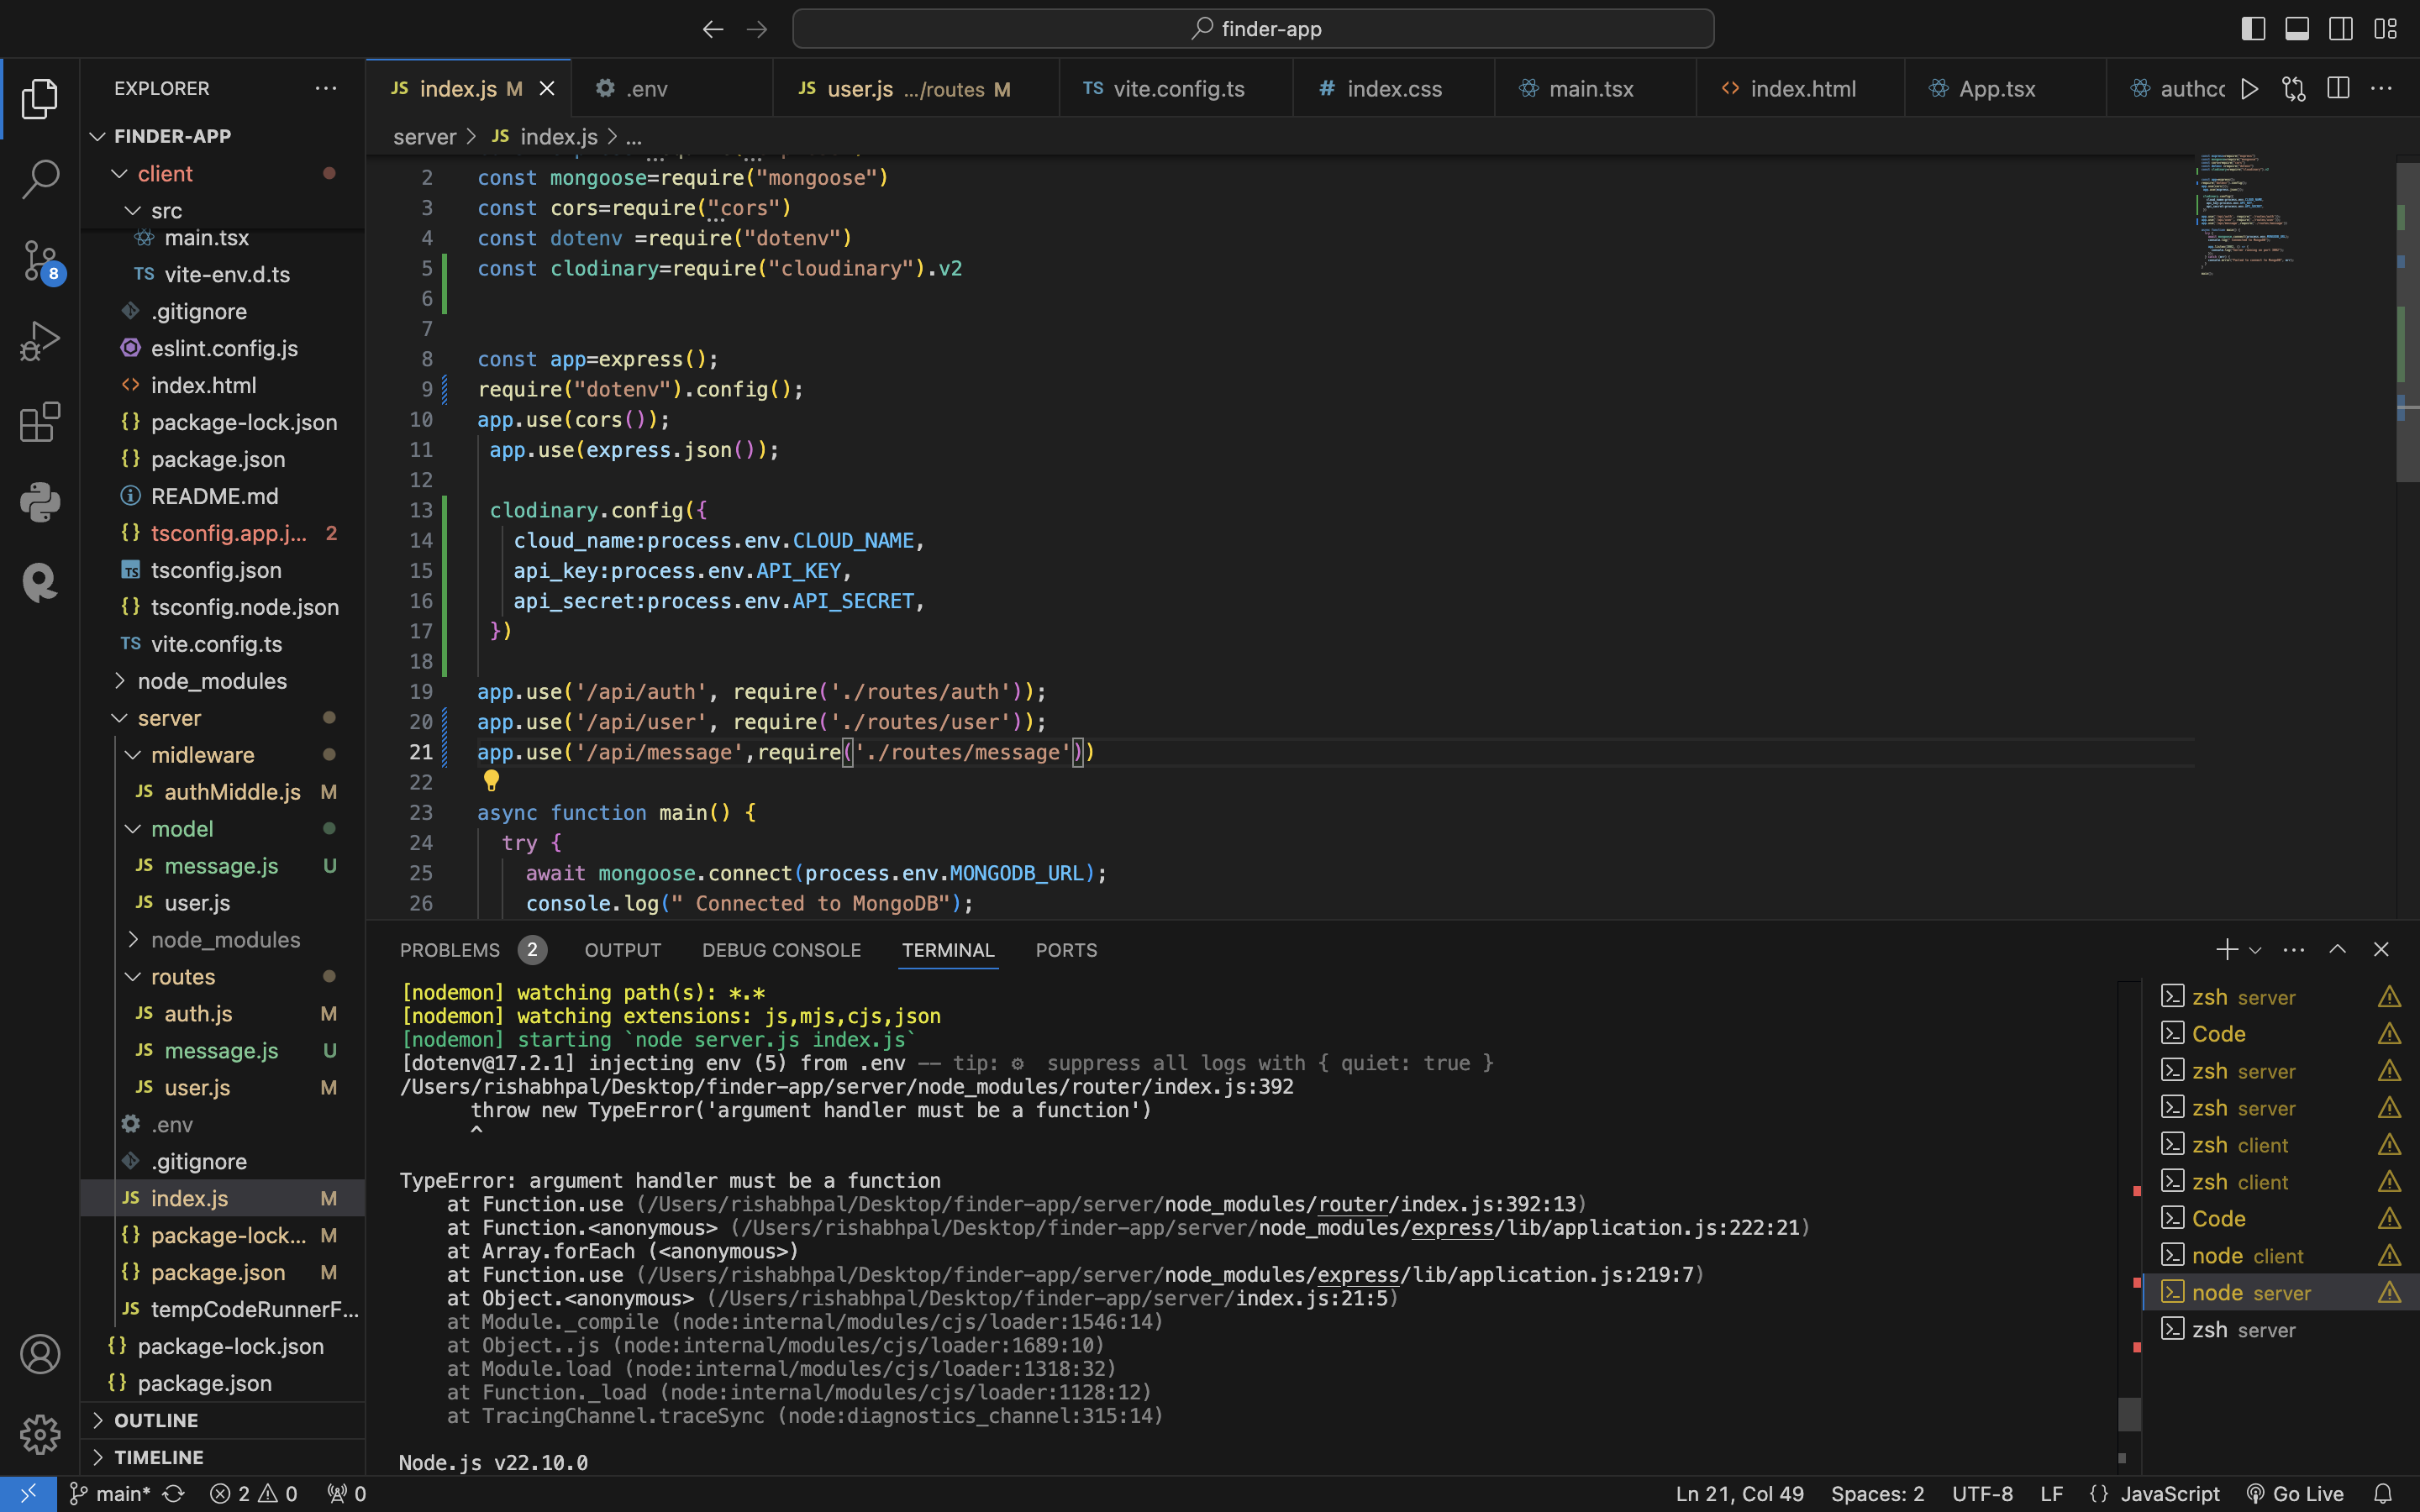 finder-app
EXPLORER
FINDER-APP
client
src
main.tsx
TS vite-env.d.ts
.gitignore
eslint.config.js
<> index.html
{} package-lock.json
{} package.json
README.md
{} tsconfig.app.j... 2
TS tsconfig.json
{} tsconfig.node.json
TS vite.config.ts
node_modules
server
midleware
JS authMiddle.js M
model
JS message.js U
JS user.js
node_modules
routes
JS auth.js M
JS message.js U
JS user.js M
.env
.gitignore
JS index.js M
{} package-lock... M
{} package.json M
JS tempCodeRunnerF...
{} package-lock.json
{} package.json
OUTLINE
TIMELINE
8
JS index.js M
.env
JS user.js .../routes M
TS vite.config.ts
# index.css
main.tsx
<> index.html
App.tsx
authcc
server > JS index.js > ...
2 const mongoose=require("mongoose")
3 const cors=require("cors")
4 const dotenv =require("dotenv")
5 const clodinary=require("cloudinary").v2
6
7
8 const app=express();
9 require("dotenv").config();
10 app.use(cors());
11 app.use(express.json());
12
13 clodinary.config({
14 cloud_name:process.env.CLOUD_NAME,
15 api_key:process.env.API_KEY,
16 api_secret:process.env.API_SECRET,
17 })
18
19 app.use('/api/auth', require('./routes/auth'));
20 app.use('/api/user', require('./routes/user'));
21 app.use('/api/message',require('./routes/message'))
22
23 async function main() {
24 try {
25 await mongoose.connect(process.env.MONGODB_URL);
26 console.log(" Connected to MongoDB");
PROBLEMS 2 OUTPUT DEBUG CONSOLE TERMINAL PORTS
[nodemon] watching path(s): *.*
[nodemon] watching extensions: js,mjs,cjs,json
[nodemon] starting `node server.js index.js`
[dotenv@17.2.1] injecting env (5) from .env -- tip: ⚙ suppress all logs with { quiet: true }
/Users/rishabhpal/Desktop/finder-app/server/node_modules/router/index.js:392
throw new TypeError('argument handler must be a function')
^
TypeError: argument handler must be a function
at Function.use (/Users/rishabhpal/Desktop/finder-app/server/node_modules/router/index.js:392:13)
at Function.<anonymous> (/Users/rishabhpal/Desktop/finder-app/server/node_modules/express/lib/application.js:222:21)
at Array.forEach (<anonymous>)
at Function.use (/Users/rishabhpal/Desktop/finder-app/server/node_modules/express/lib/application.js:219:7)
at Object.<anonymous> (/Users/rishabhpal/Desktop/finder-app/server/index.js:21:5)
at Module._compile (node:internal/modules/cjs/loader:1546:14)
at Object..js (node:internal/modules/cjs/loader:1689:10)
at Module.load (node:internal/modules/cjs/loader:1318:32)
at Function._load (node:internal/modules/cjs/loader:1128:12)
at TracingChannel.traceSync (node:diagnostics_channel:315:14)
Node.js v22.10.0
zsh server
Code
zsh server
zsh server
zsh client
zsh client
Code
node client
node server
zsh server
main* 2 0 0
Ln 21, Col 49 Spaces: 2 UTF-8 LF {} JavaScript Go Live